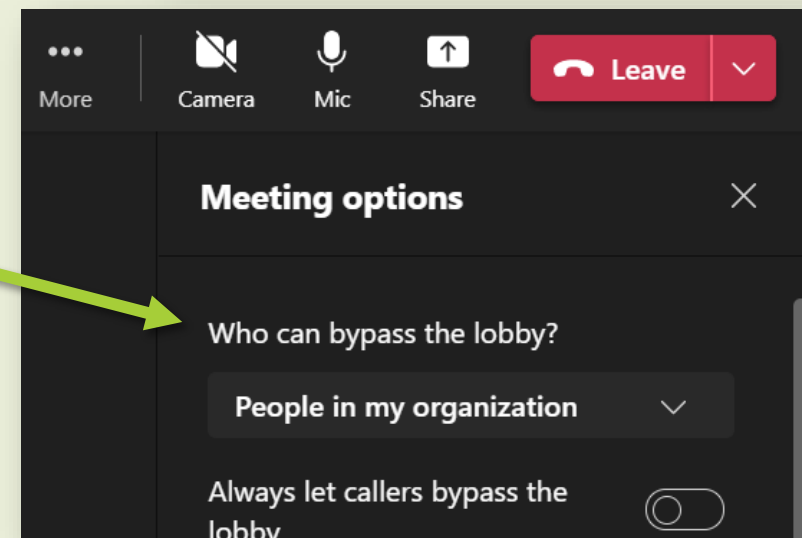 More
Camera
Mic
Share
Leave
Meeting options
Who can bypass the lobby?
People in my organization
Always let callers bypass the
lobby